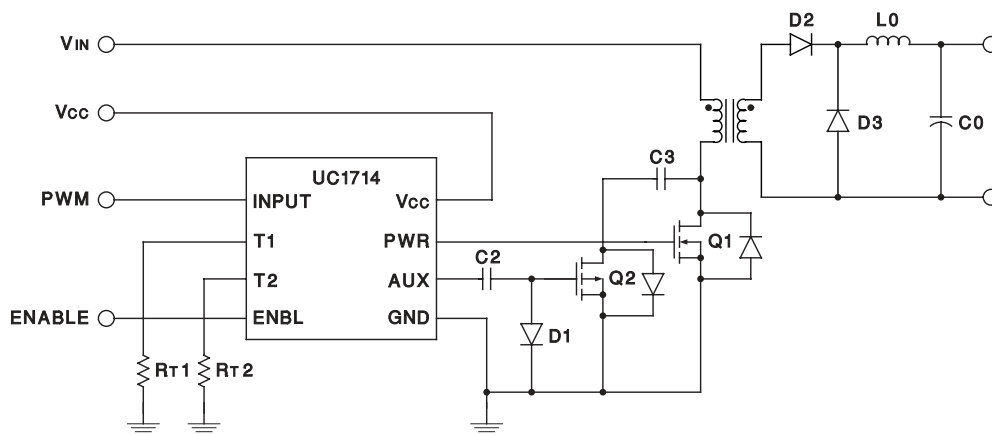 D2 L0
VIN
VCC
D3 C0
C3
UC1714
PWM INPUT VCC
T1 PWR Q1
C2
T2 AUX Q2
ENABLE ENBL GND
D1
RT1 RT2